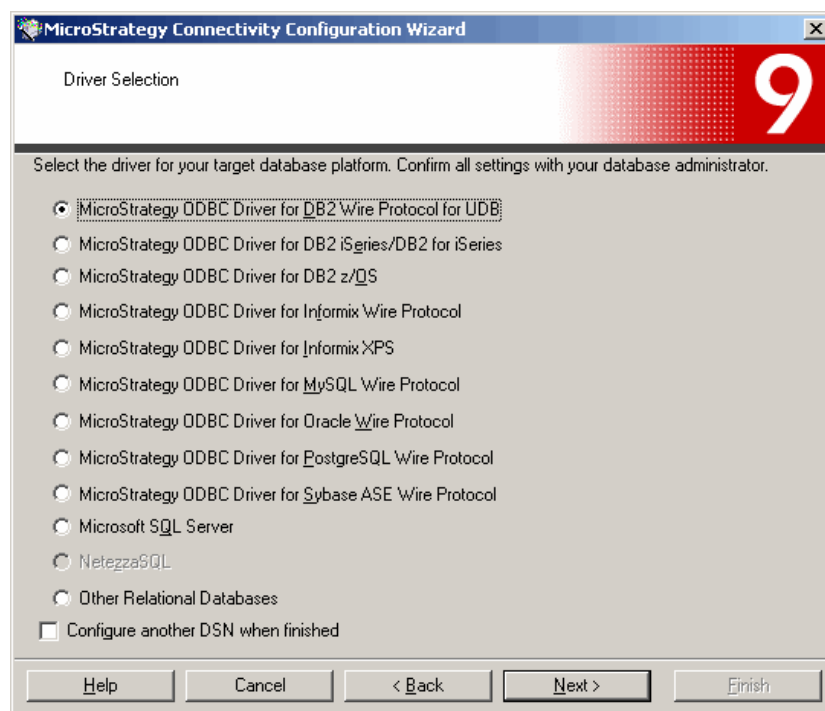 MicroStrategy Connectivity Configuration Wizard
Driver Selection
9
Select the driver for your target database platform. Confirm all settings with your database administrator.
MicroStrategy ODBC Driver for DB2 Wire Protocol for UDB
MicroStrategy ODBC Driver for DB2 iSeries/DB2 for iSeries
MicroStrategy ODBC Driver for DB2 z/OS
MicroStrategy ODBC Driver for Informix Wire Protocol
MicroStrategy ODBC Driver for Informix XPS
MicroStrategy ODBC Driver for MySQL Wire Protocol
MicroStrategy ODBC Driver for Oracle Wire Protocol
MicroStrategy ODBC Driver for PostgreSQL Wire Protocol
MicroStrategy ODBC Driver for Sybase ASE Wire Protocol
Microsoft SQL Server
NetezzaSQL
Other Relational Databases
Configure another DSN when finished
Help Cancel < Back Next > Finish